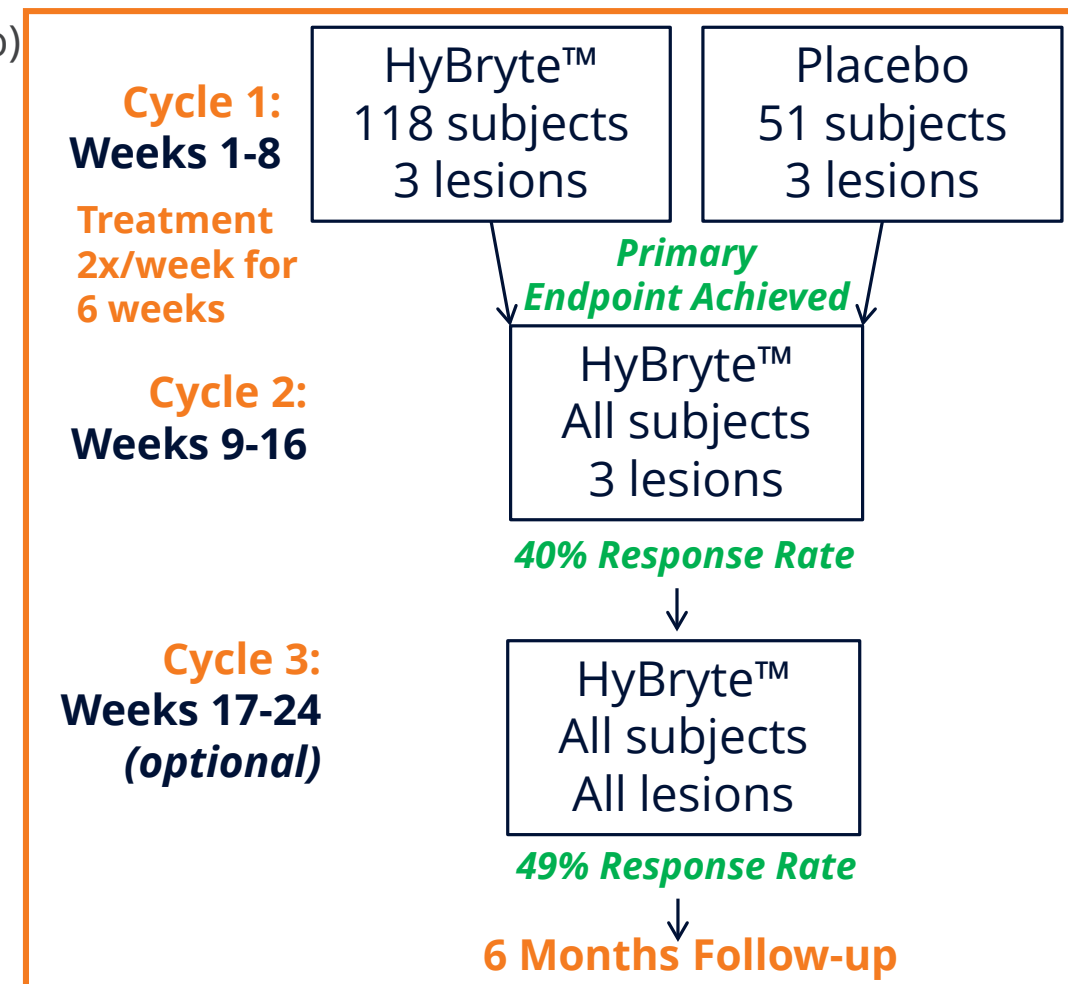 Cycle 1:
Weeks 1-8
Treatment
2x/week for
6 weeks
HyBryte™
118 subjects
3 lesions
Placebo
51 subjects
3 lesions
Primary
Endpoint Achieved
Cycle 2:
Weeks 9-16
HyBryte™
All subjects
3 lesions
40% Response Rate
Cycle 3:
Weeks 17-24
(optional)
HyBryte™
All subjects
All lesions
49% Response Rate
6 Months Follow-up